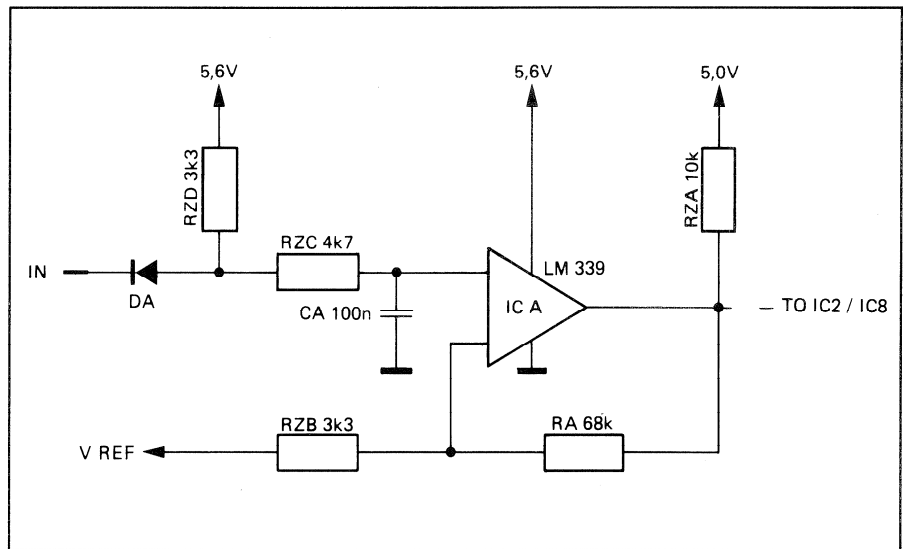 5,6V
5,6V
5,0V
RZD 3k3
RZA 10k
RZC 4k7
LM 339
IN
DA
CA 100n
IC A
TO IC2 / IC8
RZB 3k3
RA 68k
V REF